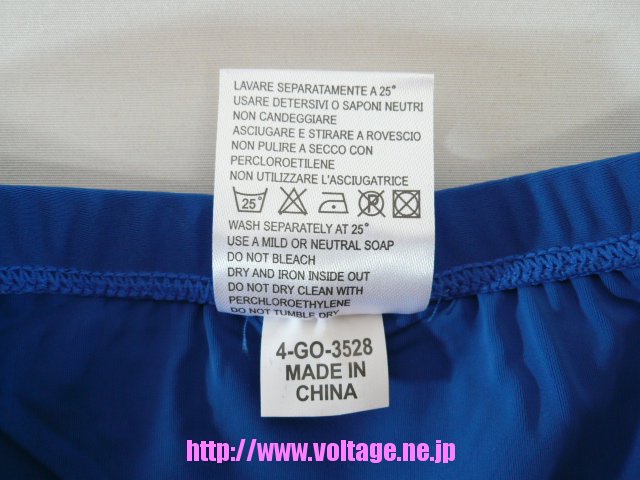 LAVARE SEPARATAMENTE A 25°
USARE DETERSIVI O SAPONI NEUTRI
NON CANDEGGIARE
ASCIUGARE E STIRARE A ROVESCIO
NON PULIRE A SECCO CON
PERCLOROETILENE
NON UTILIZZARE L'ASCIUGATRICE
25°
WASH SEPARATELY AT 25°
USE A MILD OR NEUTRAL SOAP
DO NOT BLEACH
DRY AND IRON INSIDE OUT
DO NOT DRY CLEAN WITH
PERCHLOROETHYLENE
DO NOT TUMBLE DRY
4-GO-3528
MADE IN
CHINA
http://www.voltage.ne.jp